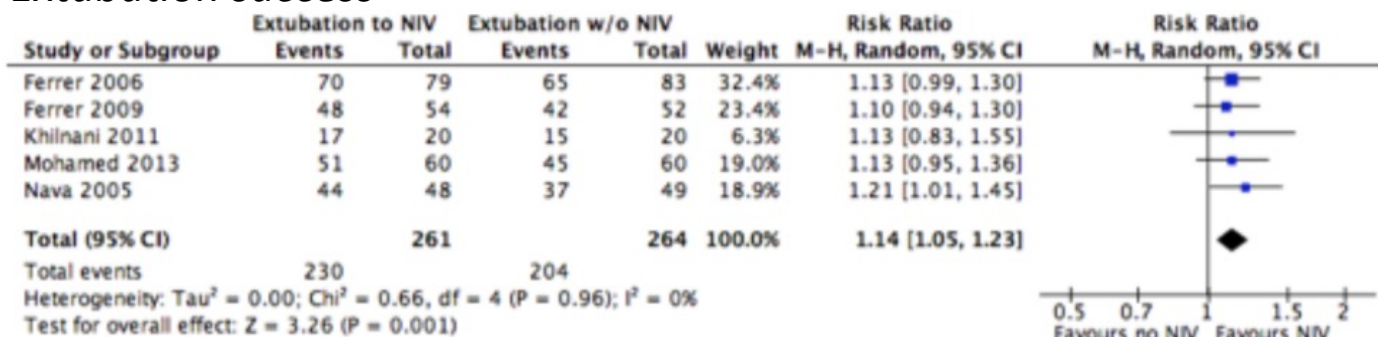 Extubation success
Extubation to NIV Extubation w/o NIV Risk Ratio Risk Ratio
Study or Subgroup Events Total Events Total Weight M-H, Random, 95% CI M-H, Random, 95% CI
Ferrer 2006 70 79 65 83 32.4% 1.13 [0.99, 1.30]
Ferrer 2009 48 54 42 52 23.4% 1.10 [0.94, 1.30]
Khilnani 2011 17 20 15 20 6.3% 1.13 [0.83, 1.55]
Mohamed 2013 51 60 45 60 19.0% 1.13 [0.95, 1.36]
Nava 2005 44 48 37 49 18.9% 1.21 [1.01, 1.45]
Total (95% CI) 261 264 100.0% 1.14 [1.05, 1.23]
Total events 230 204
Heterogeneity: Tau² = 0.00; Chi² = 0.66, df = 4 (P = 0.96); I² = 0%
Test for overall effect: Z = 3.26 (P = 0.001)
0.5 0.7 1 1.5 2
Favours no NIV Favours NIV